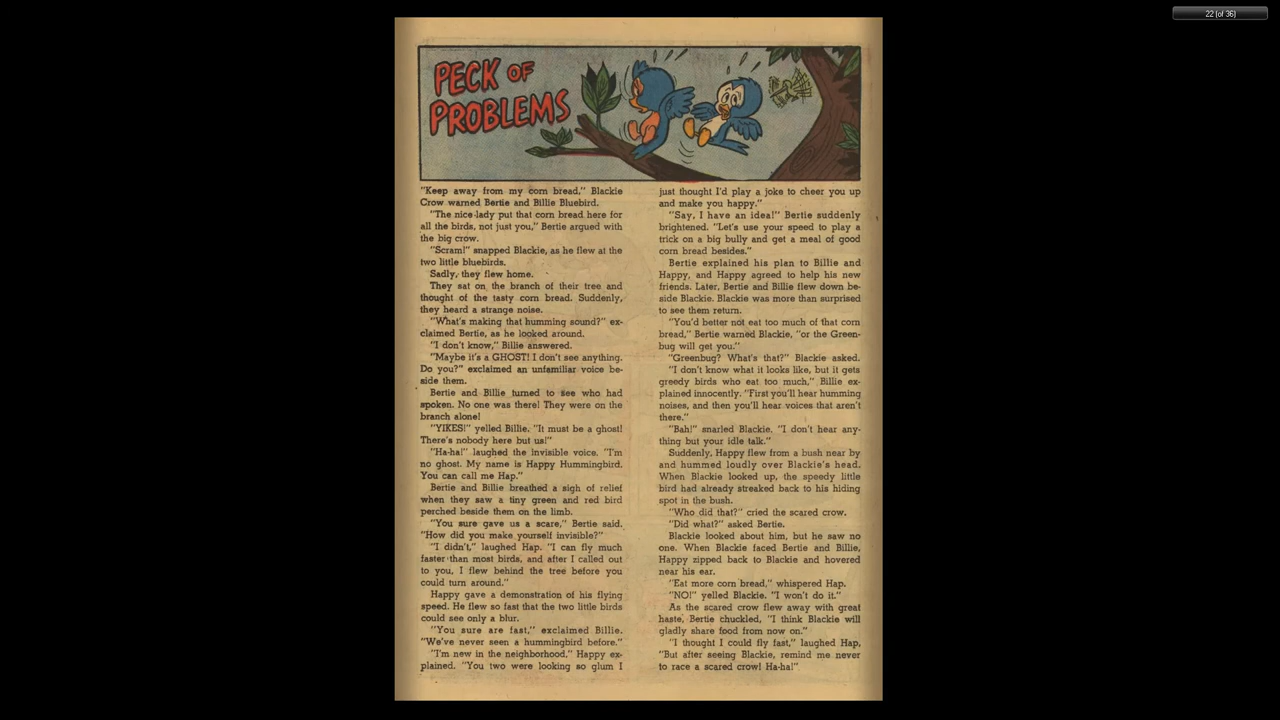 22 (of 36)
PECK OF
PROBLEMS
"Keep away from my corn bread," Blackie
Crow warned Bertie and Billie Bluebird.
"The nice lady put that corn bread here for
all the birds, not just you," Bertie argued with
the big crow.
"Scram!" snapped Blackie, as he flew at the
two little bluebirds.
Sadly, they flew home.
They sat on the branch of their tree and
thought of the tasty corn bread. Suddenly,
they heard a strange noise.
"What's making that humming sound?" ex-
claimed Bertie, as he looked around.
"I don't know," Billie answered.
"Maybe it's a GHOST! I don't see anything.
Do you?" exclaimed an unfamiliar voice be-
side them.
Bertie and Billie turned to see who had
spoken. No one was there! They were on the
branch alone!
"YIKES!" yelled Billie. "It must be a ghost!
There's nobody here but us!"
"Ha-ha!" laughed the invisible voice. "I'm
no ghost. My name is Happy Hummingbird.
You can call me Hap."
Bertie and Billie breathed a sigh of relief
when they saw a tiny green and red bird
perched beside them on the limb.
"You sure gave us a scare," Bertie said.
"How did you make yourself invisible?"
"I didn't," laughed Hap. "I can fly much
faster than most birds, and after I called out
to you, I flew behind the tree before you
could turn around."
Happy gave a demonstration of his flying
speed. He flew so fast that the two little birds
could see only a blur.
"You sure are fast," exclaimed Billie.
"We've never seen a hummingbird before."
"I'm new in the neighborhood," Happy ex-
plained. "You two were looking so glum I
just thought I'd play a joke to cheer you up
and make you happy."
"Say, I have an idea!" Bertie suddenly
brightened. "Let's use your speed to play a
trick on a big bully and get a meal of good
corn bread besides."
Bertie explained his plan to Billie and
Happy, and Happy agreed to help his new
friends. Later, Bertie and Billie flew down be-
side Blackie. Blackie was more than surprised
to see them return.
"You'd better not eat too much of that corn
bread," Bertie warned Blackie, "or the Green-
bug will get you."
"Greenbug? What's that?" Blackie asked.
"I don't know what it looks like, but it gets
greedy birds who eat too much," Billie ex-
plained innocently. "First you'll hear humming
noises, and then you'll hear voices that aren't
there."
"Bah!" snarled Blackie. "I don't hear any-
thing but your idle talk."
Suddenly, Happy flew from a bush near by
and hummed loudly over Blackie's head.
When Blackie looked up, the speedy little
bird had already streaked back to his hiding
spot in the bush.
"Who did that?" cried the scared crow.
"Did what?" asked Bertie.
Blackie looked about him, but he saw no
one. When Blackie faced Bertie and Billie,
Happy zipped back to Blackie and hovered
near his ear.
"Eat more corn bread," whispered Hap.
"NO!" yelled Blackie. "I won't do it."
As the scared crow flew away with great
haste, Bertie chuckled, "I think Blackie will
gladly share food from now on."
"I thought I could fly fast," laughed Hap,
"But after seeing Blackie, remind me never
to race a scared crow! Ha-ha!"